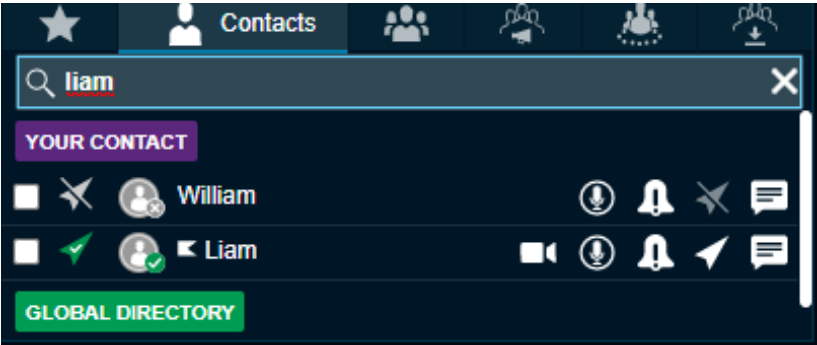 Contacts
liam
YOUR CONTACT
William
Liam
GLOBAL DIRECTORY